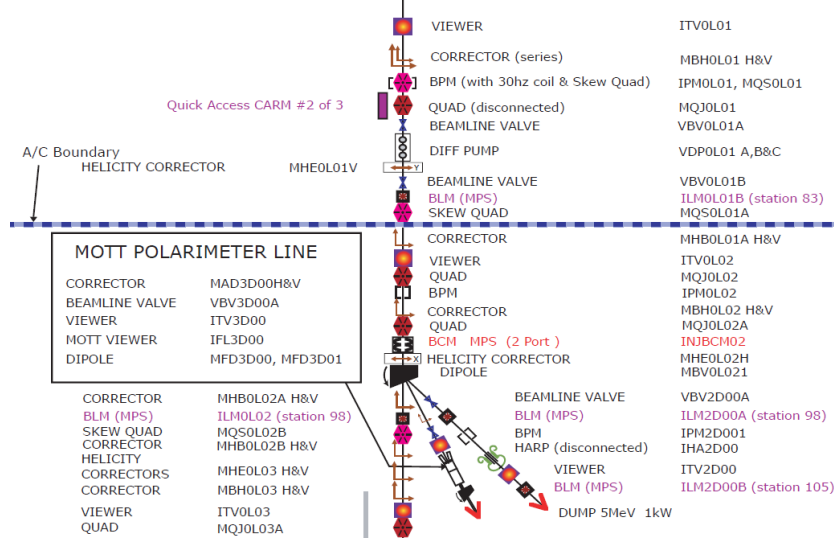 VIEWER ITV0L01
CORRECTOR (series) MBH0L01 H&V
BPM (with 30hz coil & Skew Quad) IPM0L01, MQS0L01
Quick Access CARM #2 of 3 QUAD (disconnected) MQJ0L01
BEAMLINE VALVE VBV0L01A
DIFF PUMP VDP0L01 A,B&C
A/C Boundary
HELICITY CORRECTOR MHE0L01V Y
BEAMLINE VALVE VBV0L01B
BLM (MPS) ILM0L01B (station 83)
SKEW QUAD MQS0L01A
CORRECTOR MHB0L01A H&V
MOTT POLARIMETER LINE
CORRECTOR MAD3D00H&V
BEAMLINE VALVE VBV3D00A
VIEWER ITV3D00
MOTT VIEWER IFL3D00
DIPOLE MFD3D00, MFD3D01
VIEWER ITV0L02
QUAD MQJ0L02
BPM IPM0L02
CORRECTOR MBH0L02 H&V
QUAD MQJ0L02A
BCM MPS (2 Port ) INJBCM02
X HELICITY CORRECTOR MHE0L02H
DIPOLE MBV0L021
CORRECTOR MHB0L02A H&V
BLM (MPS) ILM0L02 (station 98)
SKEW QUAD MQS0L02B
CORRECTOR MHB0L02B H&V
HELICITY
CORRECTORS MHE0L03 H&V
CORRECTOR MBH0L03 H&V
VIEWER ITV0L03
QUAD MQJ0L03A
BEAMLINE VALVE VBV2D00A
BLM (MPS) ILM2D00A (station 98)
BPM IPM2D001
HARP (disconnected) IHA2D00
VIEWER ITV2D00
BLM (MPS) ILM2D00B (station 105)
DUMP 5MeV 1kW